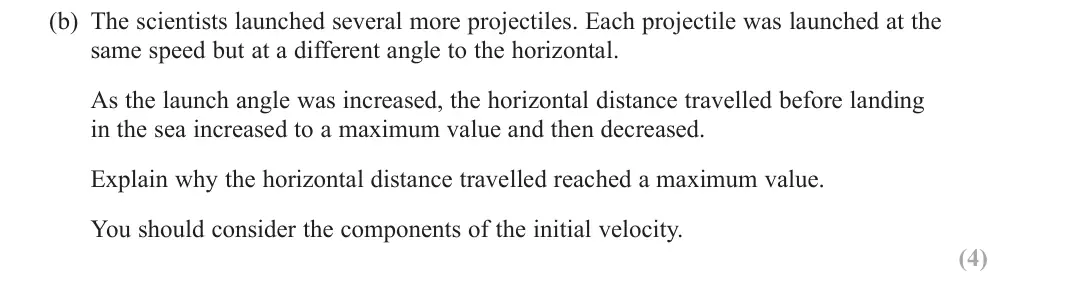 (b) The scientists launched several more projectiles. Each projectile was launched at the
same speed but at a different angle to the horizontal.
As the launch angle was increased, the horizontal distance travelled before landing
in the sea increased to a maximum value and then decreased.
Explain why the horizontal distance travelled reached a maximum value.
You should consider the components of the initial velocity.
(4)